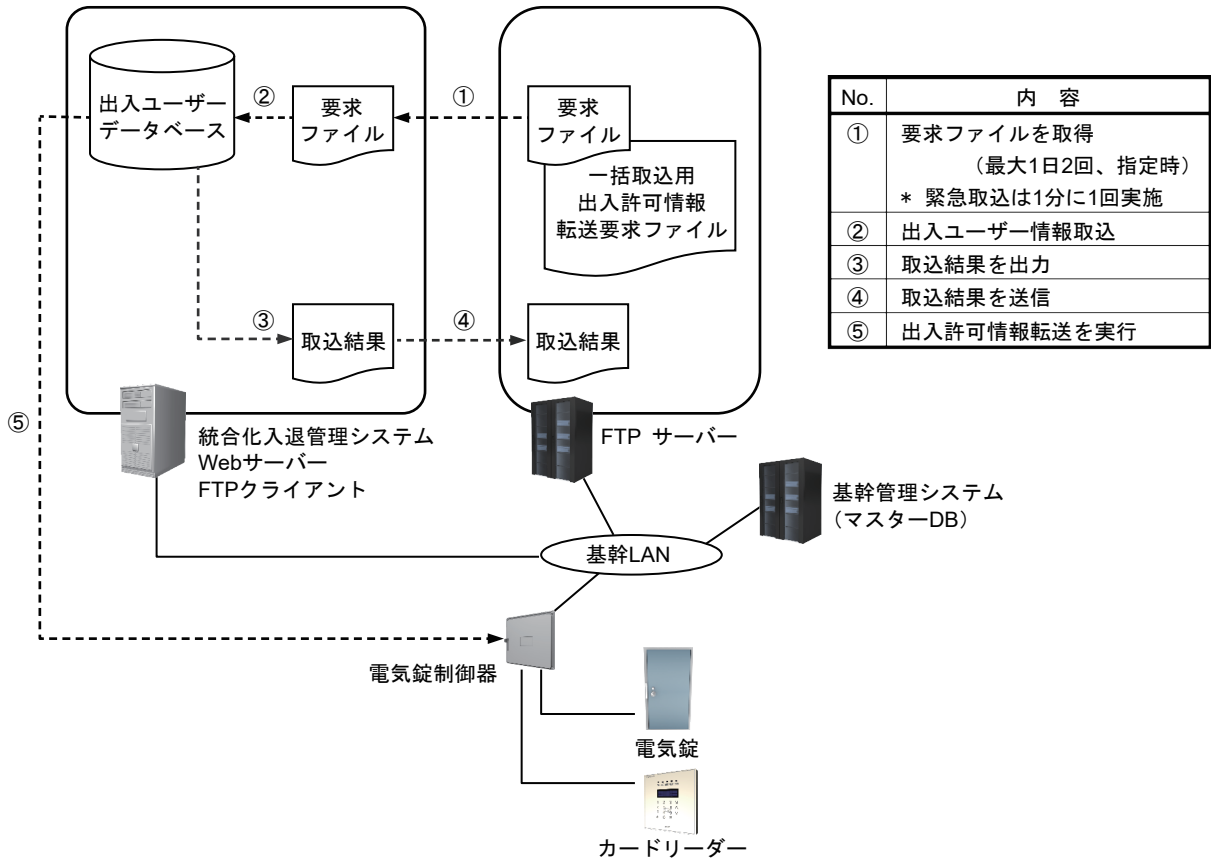 出入ユーザー
データベース
②
要求
ファイル
①
要求
ファイル
一括取込用
出入許可情報
転送要求ファイル
③
取込結果
④
取込結果
⑤
統合化入退管理システム
Webサーバー
FTPクライアント
FTP サーバー
基幹管理システム
（マスターDB）
基幹LAN
電気錠制御器
電気錠
カードリーダー
No. 内 容
① 要求ファイルを取得
（最大1日2回、指定時）
* 緊急取込は1分に1回実施
② 出入ユーザー情報取込
③ 取込結果を出力
④ 取込結果を送信
⑤ 出入許可情報転送を実行